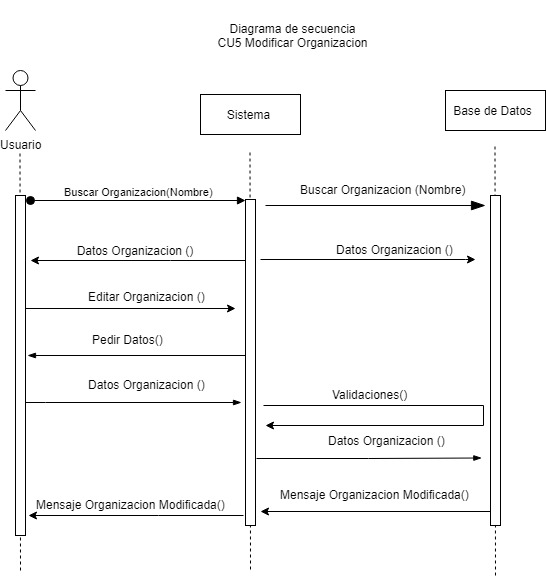 Diagrama de secuencia
CU5 Modificar Organizacion
Usuario
Sistema
Base de Datos
Buscar Organizacion(Nombre)
Buscar Organizacion (Nombre)
Datos Organizacion ()
Datos Organizacion ()
Editar Organizacion ()
Pedir Datos()
Datos Organizacion ()
Validaciones()
Datos Organizacion ()
Mensaje Organizacion Modificada()
Mensaje Organizacion Modificada()